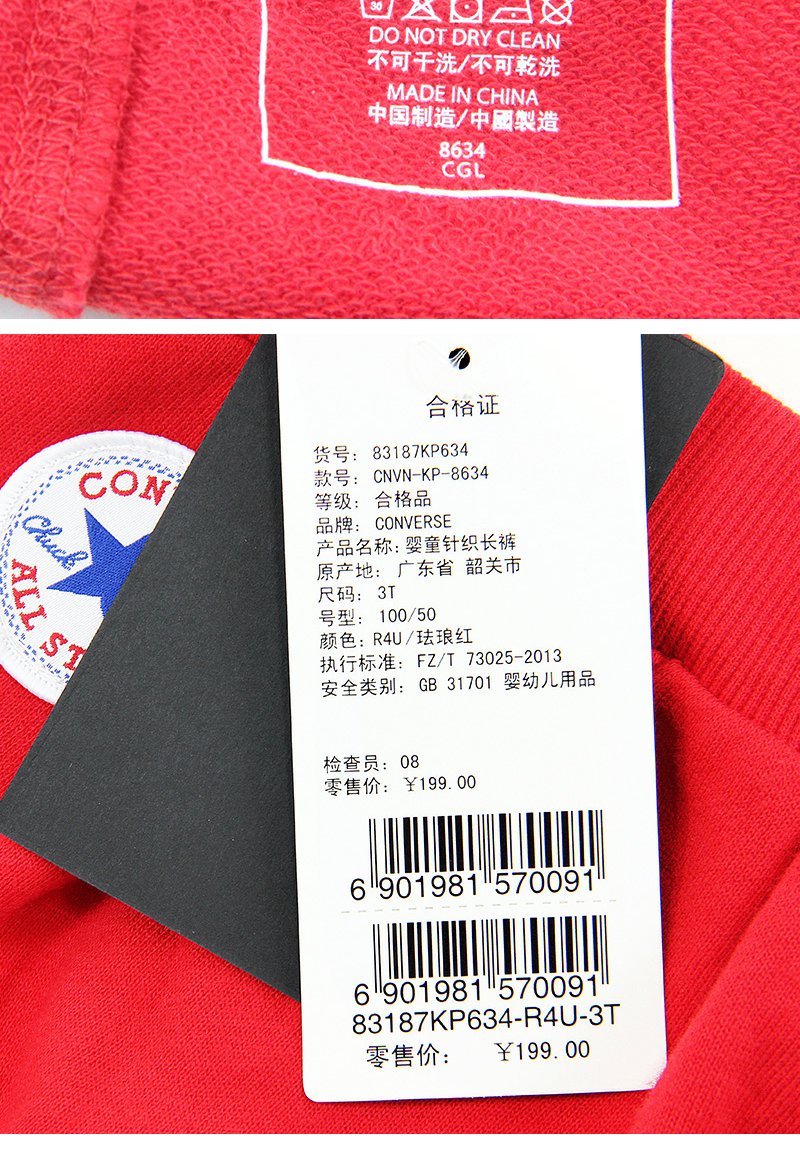 30
DO NOT DRY CLEAN
不可干洗/不可乾洗
MADE IN CHINA
中国制造/中國製造
8634
CGL
CON
Chuck
ALL ST
合格证
货号: 83187KP634
款号: CNVN-KP-8634
等级: 合格品
品牌: CONVERSE
产品名称: 婴童针织长裤
原产地: 广东省 韶关市
尺码: 3T
号型: 100/50
颜色: R4U/珐琅红
执行标准: FZ/T 73025-2013
安全类别: GB 31701 婴幼儿用品
检查员: 08
零售价: ¥199.00
6 901981 570091
6 901981 570091
83187KP634-R4U-3T
零售价: ¥199.00